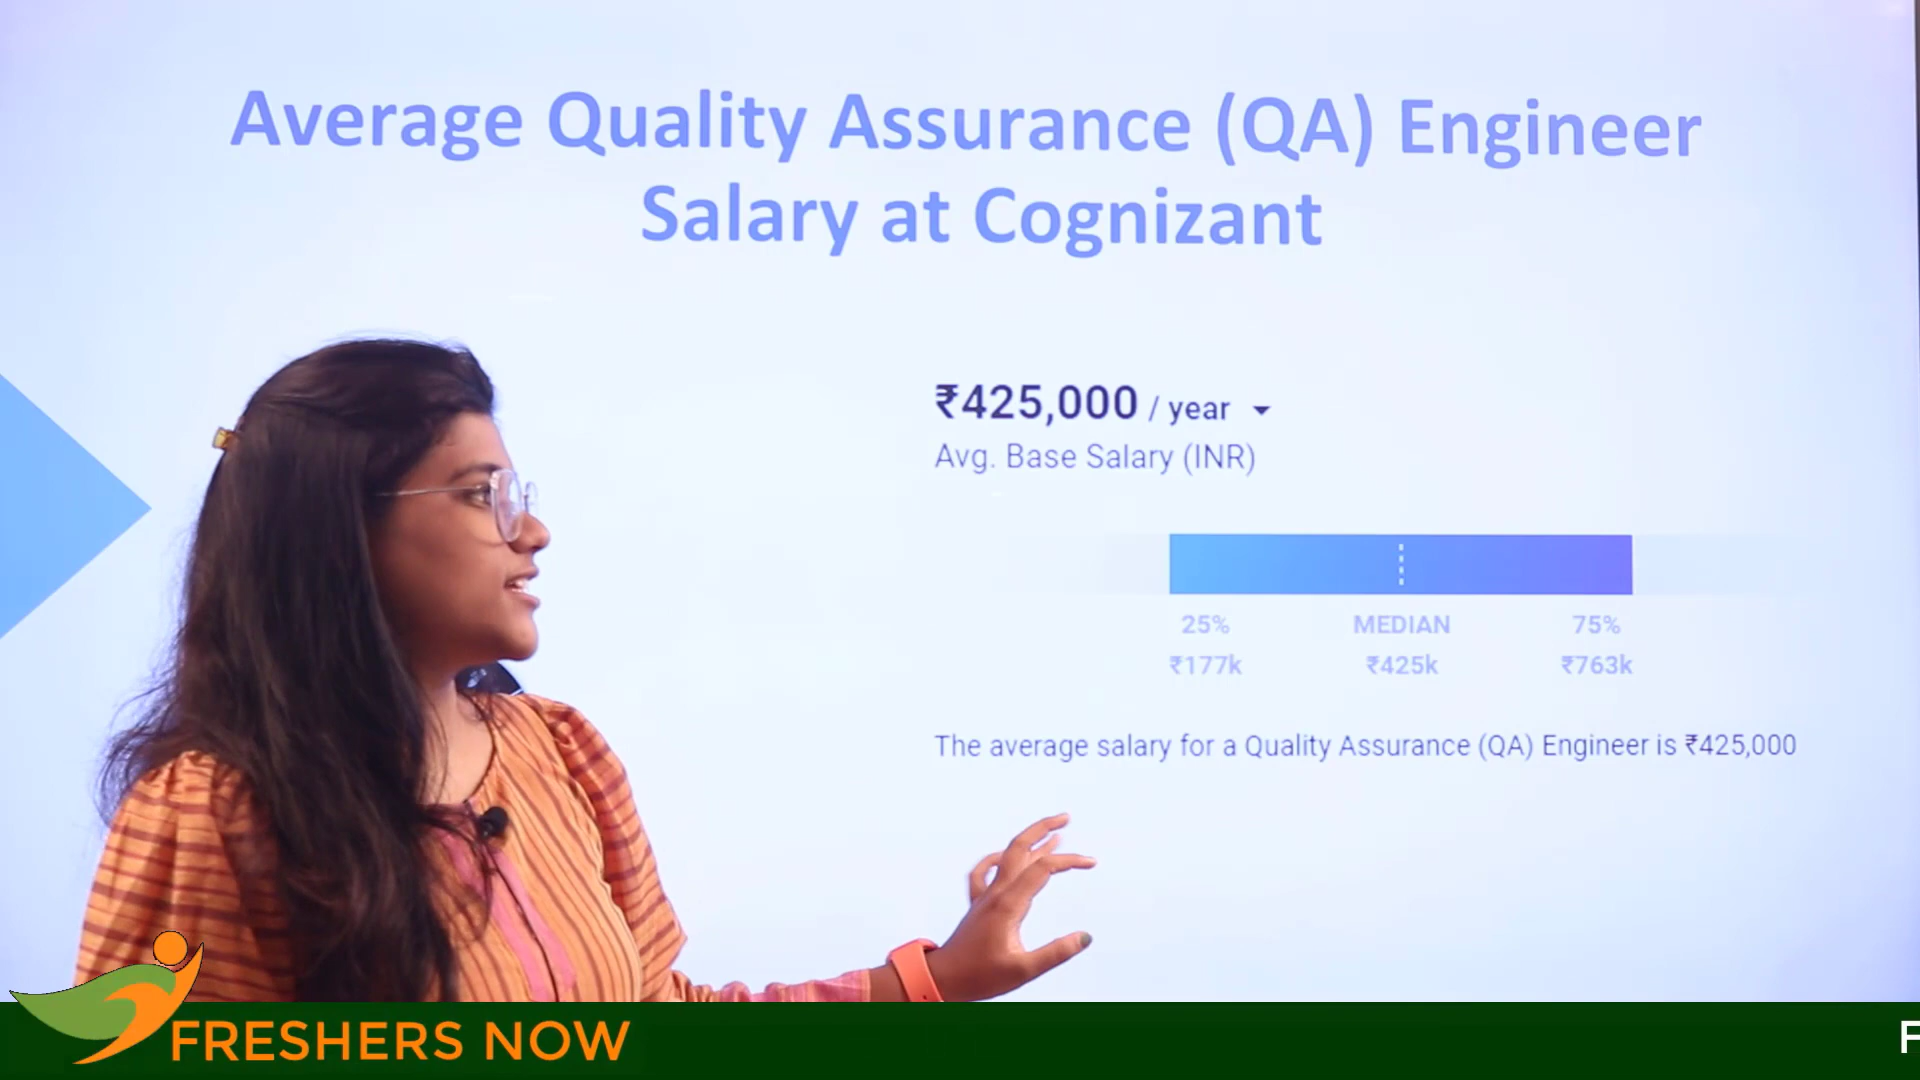 Average Quality Assurance (QA) Engineer
Salary at Cognizant
₹425,000 / year
Avg. Base Salary (INR)
25% MEDIAN 75%
₹177k ₹425k ₹763k
The average salary for a Quality Assurance (QA) Engineer is ₹425,000
FRESHERS NOW
F